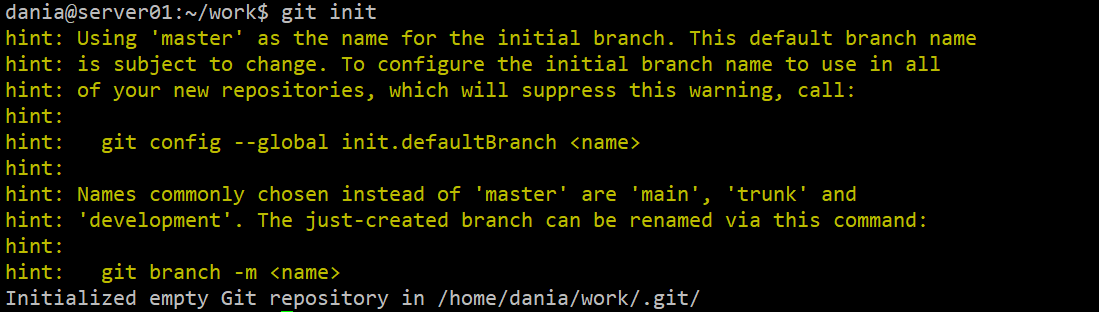 dania@server01:~/work$ git init
hint: Using 'master' as the name for the initial branch. This default branch name
hint: is subject to change. To configure the initial branch name to use in all
hint: of your new repositories, which will suppress this warning, call:
hint:
hint:   git config --global init.defaultBranch <name>
hint:
hint: Names commonly chosen instead of 'master' are 'main', 'trunk' and
hint: 'development'. The just-created branch can be renamed via this command:
hint:
hint:   git branch -m <name>
Initialized empty Git repository in /home/dania/work/.git/